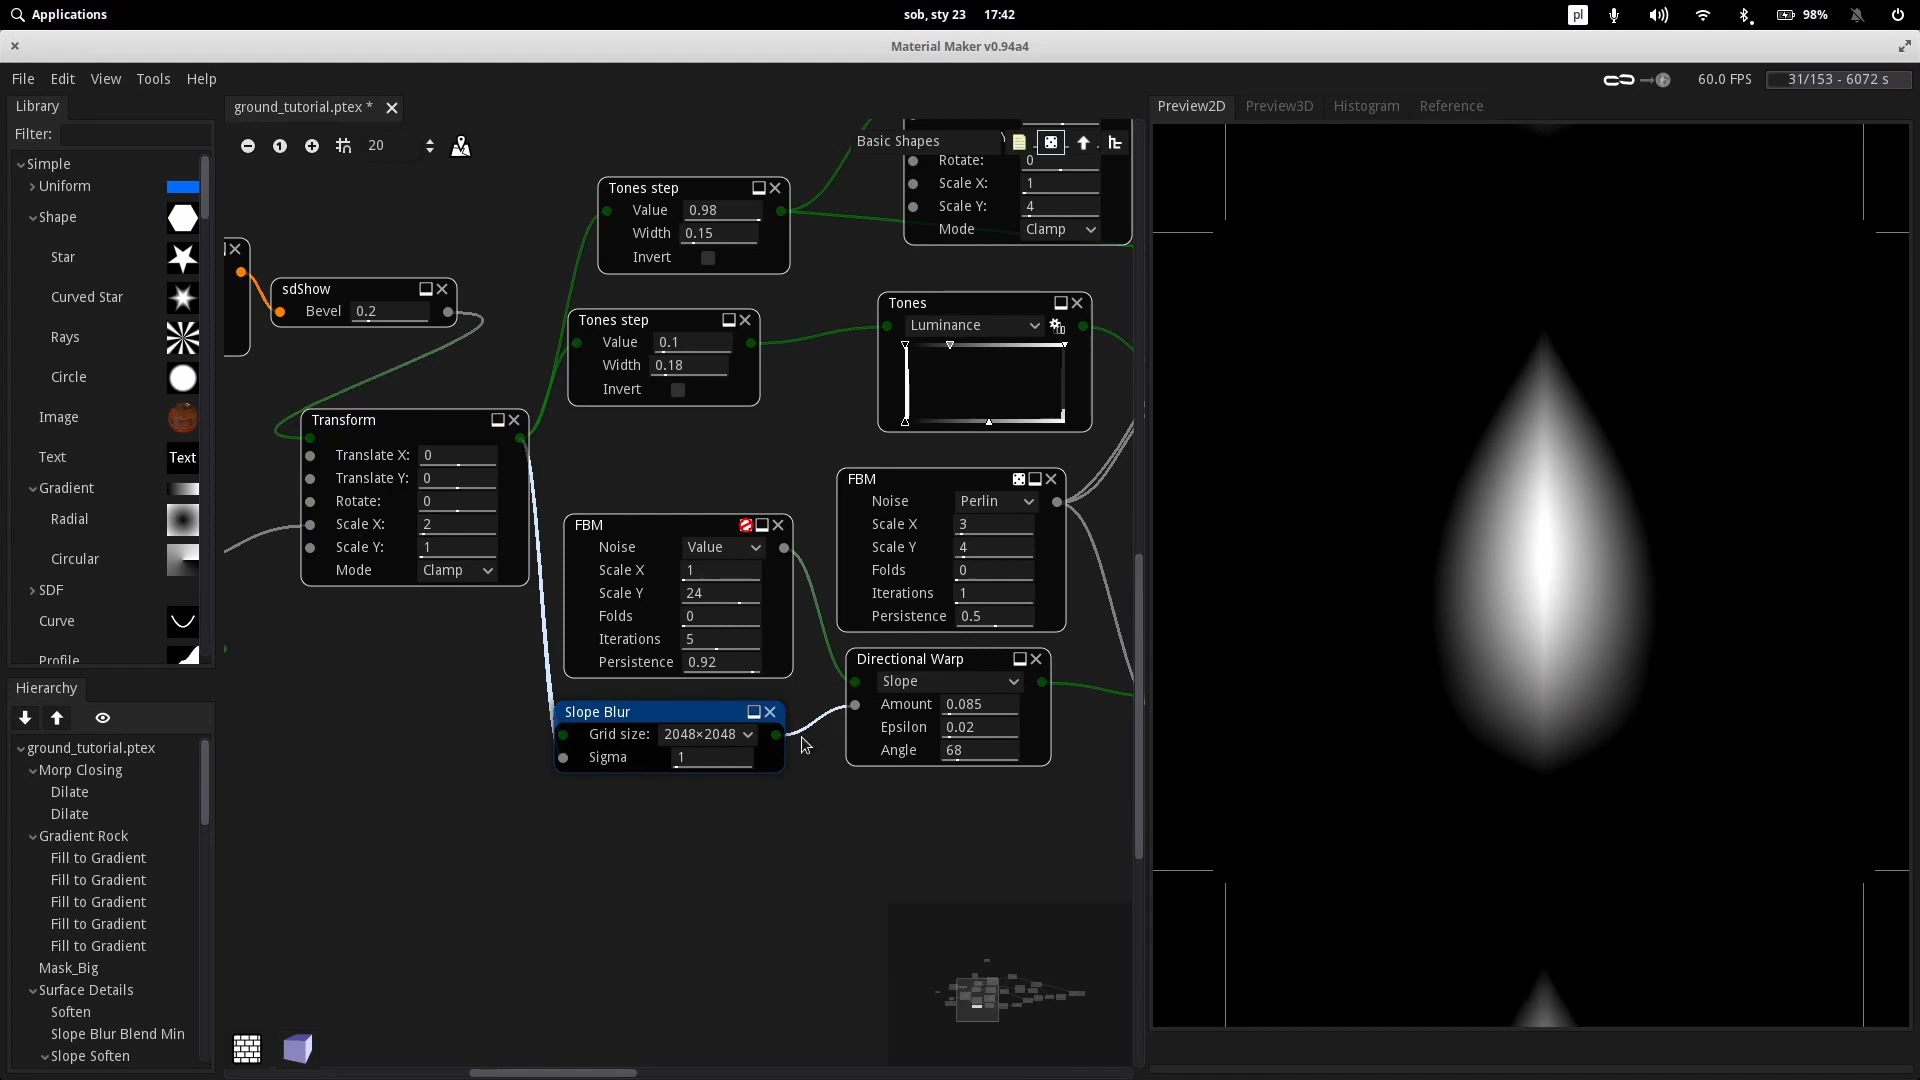 Applications
sob, sty 23 17:42
pl
98%
Material Maker v0.94a4
File Edit View Tools Help
60.0 FPS
31/153 - 6072 s
Library
Filter:
Simple
Uniform
Shape
Star
Curved Star
Rays
Circle
Image
Text Text
Gradient
Radial
Circular
SDF
Curve
Profile
Hierarchy
ground_tutorial.ptex
Morp Closing
Dilate
Dilate
Gradient Rock
Fill to Gradient
Fill to Gradient
Fill to Gradient
Fill to Gradient
Fill to Gradient
Mask_Big
Surface Details
Soften
Slope Blur Blend Min
Slope Soften
ground_tutorial.ptex *
1 20
Basic Shapes
Rotate: 0
Scale X: 1
Scale Y: 4
Mode Clamp
Tones step
Value 0.98
Width 0.15
Invert
sdShow
Bevel 0.2
Tones step
Value 0.1
Width 0.18
Invert
Tones
Luminance
Transform
Translate X: 0
Translate Y: 0
Rotate: 0
Scale X: 2
Scale Y: 1
Mode Clamp
FBM
Noise Value
Scale X 1
Scale Y 24
Folds 0
Iterations 5
Persistence 0.92
FBM
Noise Perlin
Scale X 3
Scale Y 4
Folds 0
Iterations 1
Persistence 0.5
Slope Blur
Grid size: 2048×2048
Sigma 1
Directional Warp
Slope
Amount 0.085
Epsilon 0.02
Angle 68
Preview2D Preview3D Histogram Reference